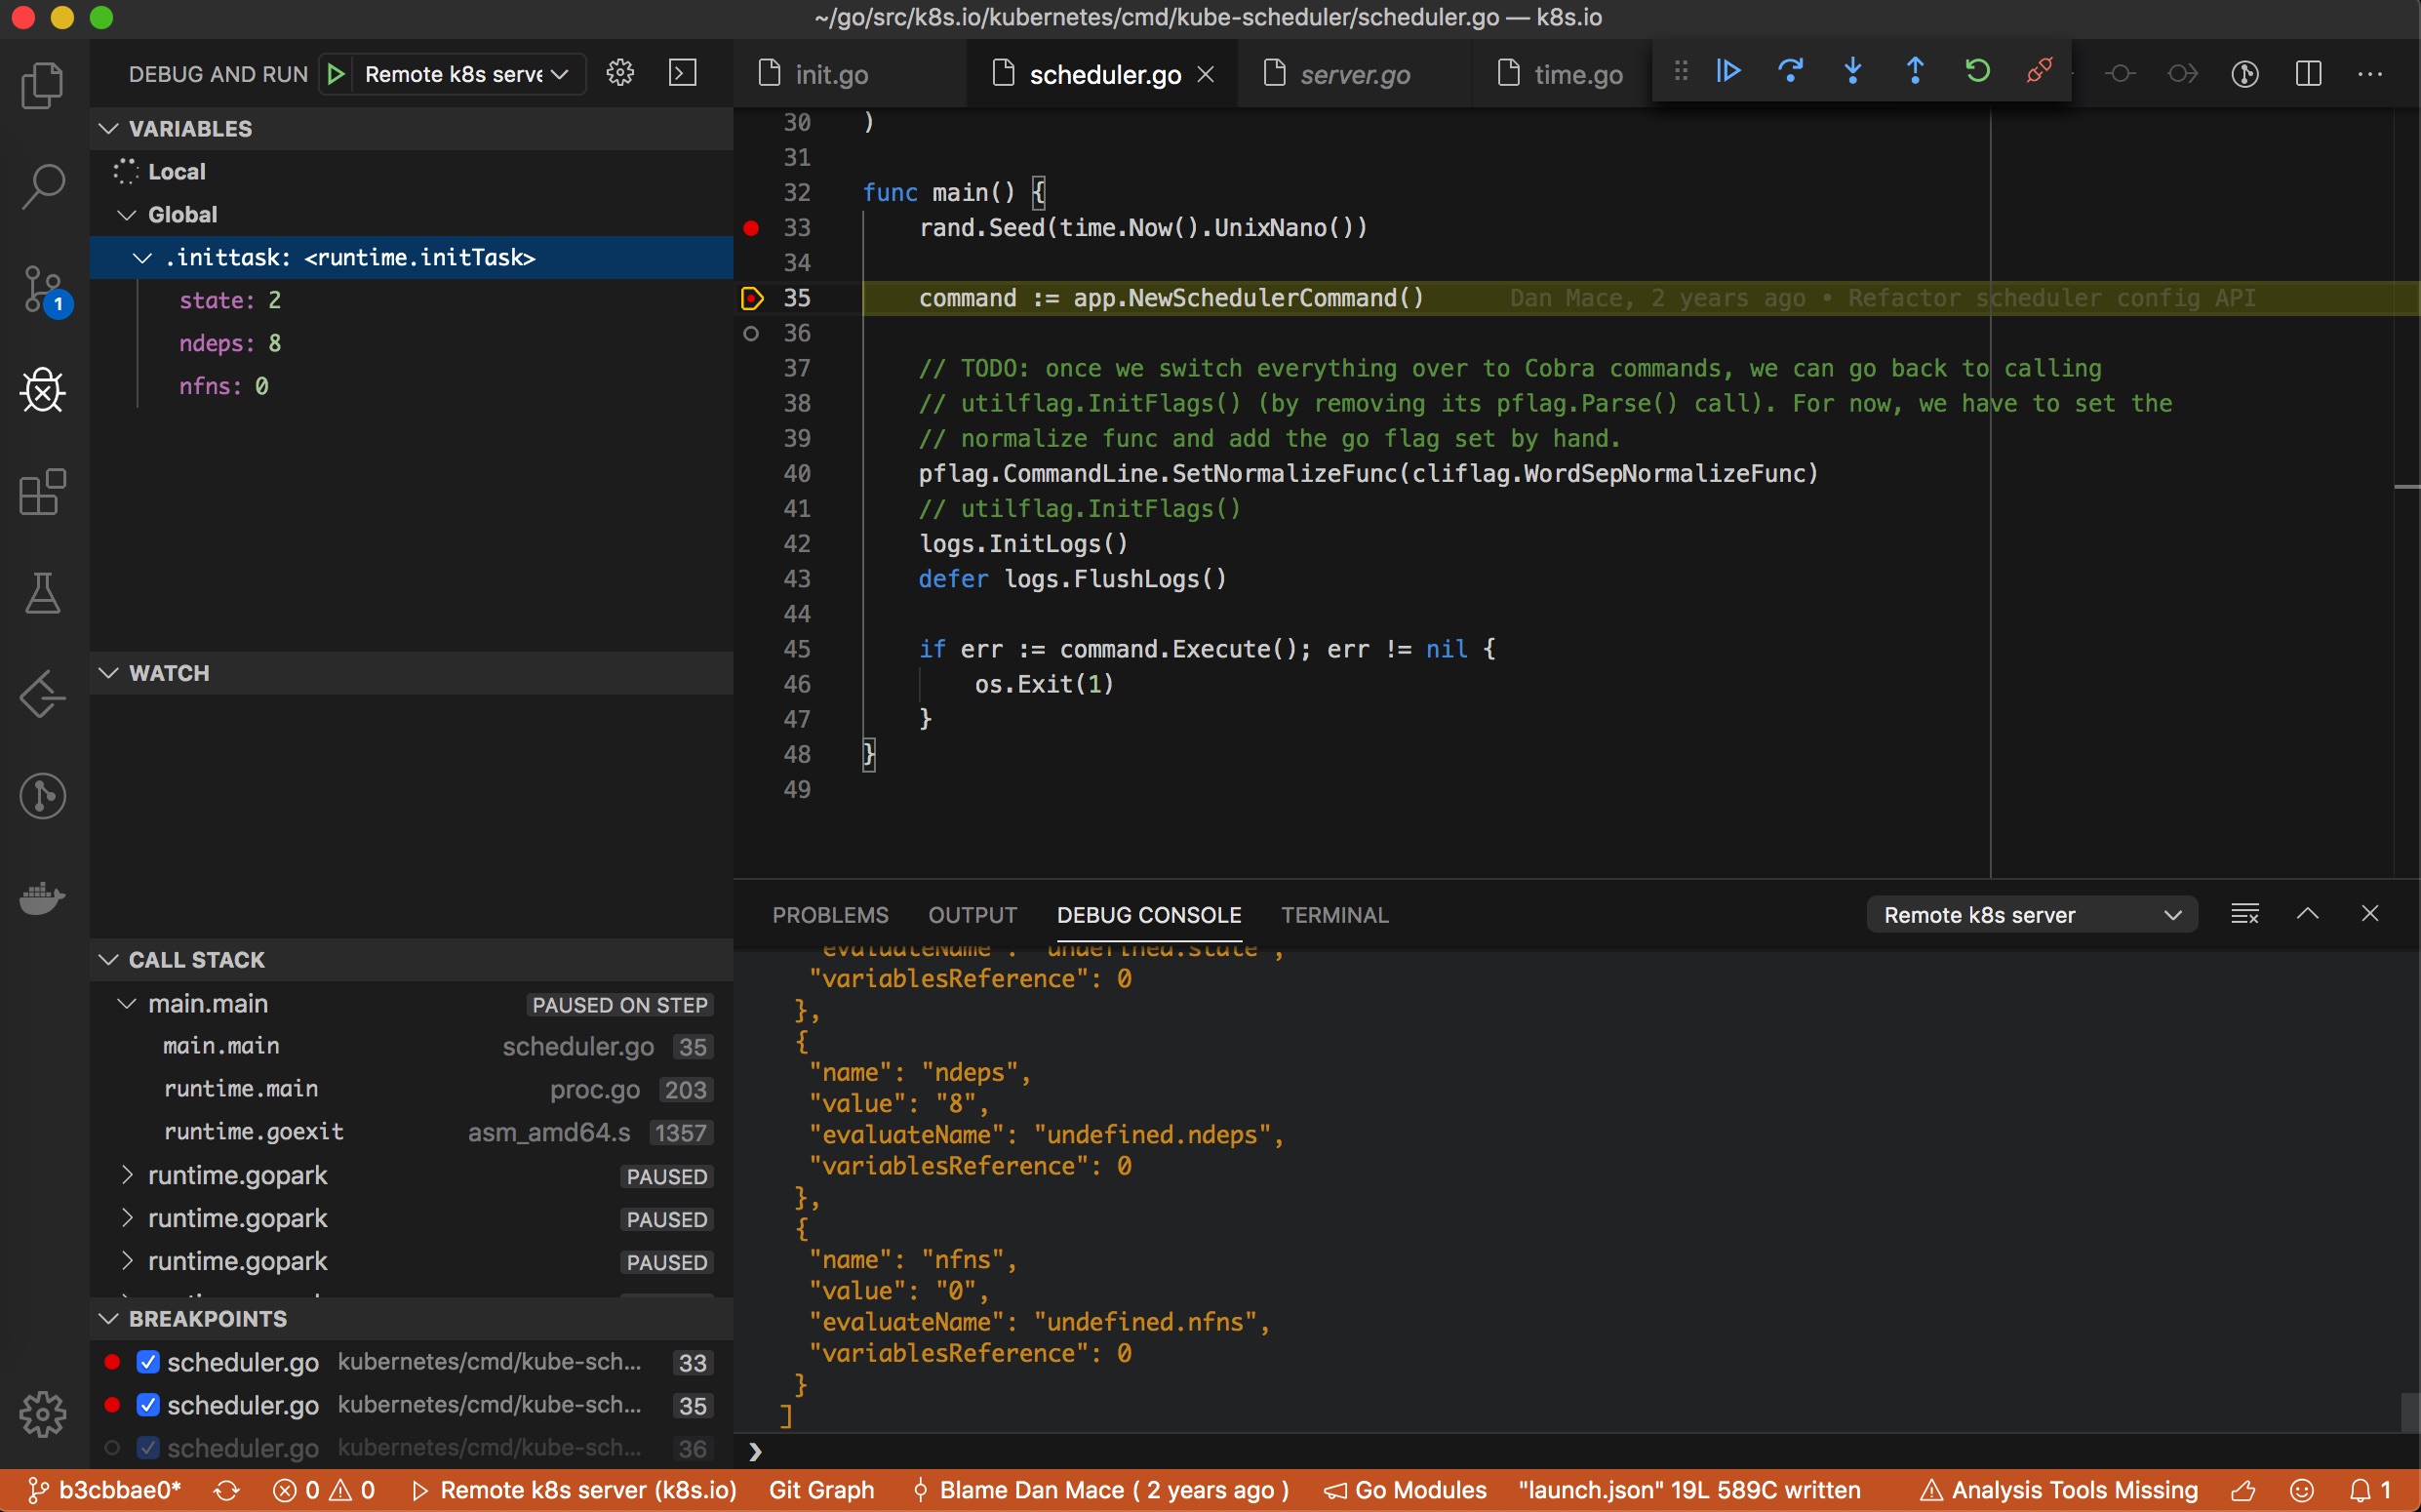 ~/go/src/k8s.io/kubernetes/cmd/kube-scheduler/scheduler.go — k8s.io
DEBUG AND RUN Remote k8s serve
init.go scheduler.go server.go time.go
VARIABLES
Local
Global
.inittask: <runtime.initTask>
state: 2
ndeps: 8
nfns: 0
WATCH
CALL STACK
main.main PAUSED ON STEP
main.main scheduler.go 35
runtime.main proc.go 203
runtime.goexit asm_amd64.s 1357
runtime.gopark PAUSED
runtime.gopark PAUSED
runtime.gopark PAUSED
BREAKPOINTS
scheduler.go kubernetes/cmd/kube-sch... 33
scheduler.go kubernetes/cmd/kube-sch... 35
scheduler.go kubernetes/cmd/kube-sch... 36
1
30 )
31
32 func main() {
33 rand.Seed(time.Now().UnixNano())
34
35 command := app.NewSchedulerCommand() Dan Mace, 2 years ago • Refactor scheduler config API
36
37 // TODO: once we switch everything over to Cobra commands, we can go back to calling
38 // utilflag.InitFlags() (by removing its pflag.Parse() call). For now, we have to set the
39 // normalize func and add the go flag set by hand.
40 pflag.CommandLine.SetNormalizeFunc(cliflag.WordSepNormalizeFunc)
41 // utilflag.InitFlags()
42 logs.InitLogs()
43 defer logs.FlushLogs()
44
45 if err := command.Execute(); err != nil {
46 os.Exit(1)
47 }
48 }
49
PROBLEMS OUTPUT DEBUG CONSOLE TERMINAL Remote k8s server
"evaluateName": "undefined.state",
"variablesReference": 0
},
{
"name": "ndeps",
"value": "8",
"evaluateName": "undefined.ndeps",
"variablesReference": 0
},
{
"name": "nfns",
"value": "0",
"evaluateName": "undefined.nfns",
"variablesReference": 0
}
]
❯
b3cbbae0* 0 0 Remote k8s server (k8s.io) Git Graph Blame Dan Mace ( 2 years ago ) Go Modules "launch.json" 19L 589C written Analysis Tools Missing 1